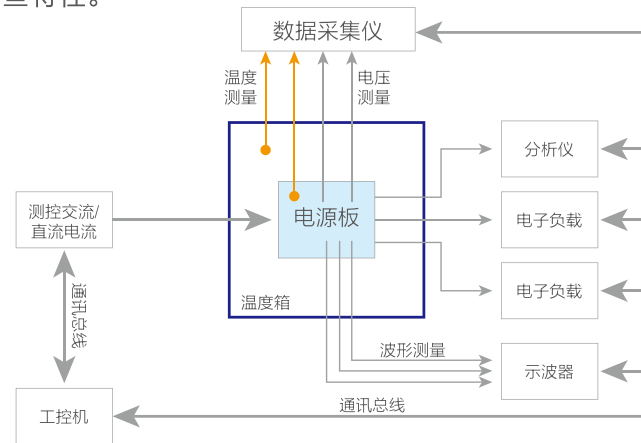 数据采集仪
温度
测量
电压
测量
分析仪
测控交流/
直流电流
电源板
电子负载
电子负载
温度箱
通讯总线
波形测量
示波器
通讯总线
工控机